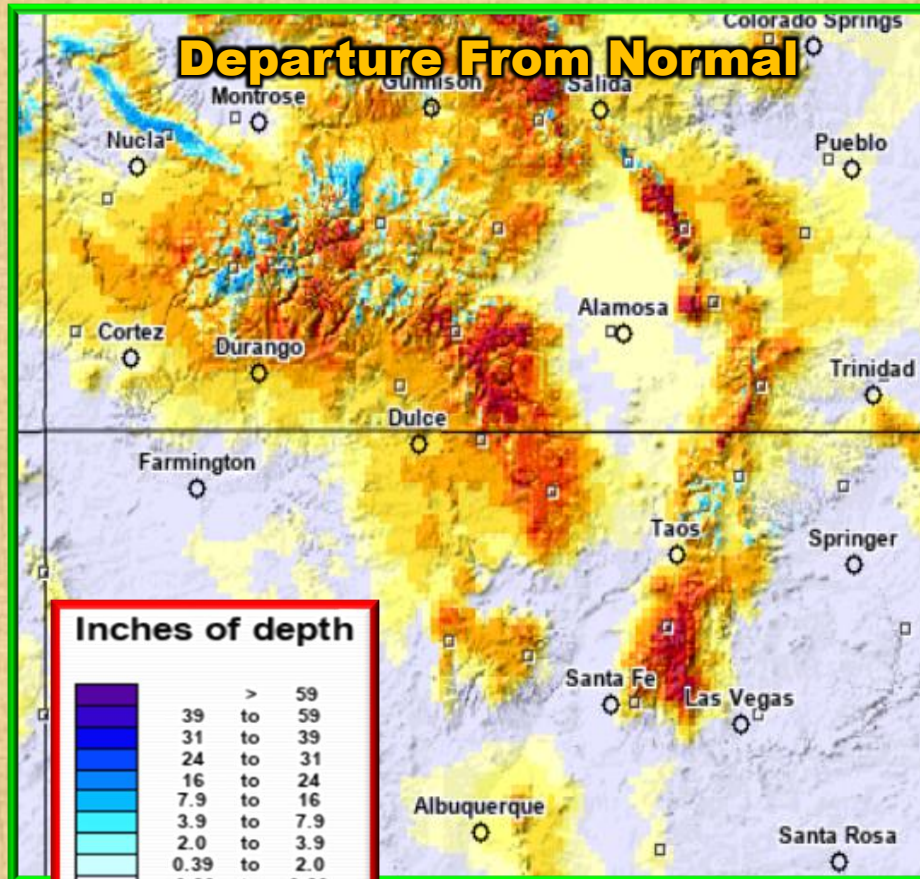 Colorado Springs
Departure From Normal
Gunnison
Salida
Montrose
Nucla
Pueblo
Alamosa
Cortez
Durango
Trinidad
Dulce
Farmington
Taos
Springer
Inches of depth
Santa Fe
Las Vegas
> 59
39 to 59
31 to 39
24 to 31
16 to 24
7.9 to 16
3.9 to 7.9
2.0 to 3.9
0.39 to 2.0
Albuquerque
Santa Rosa